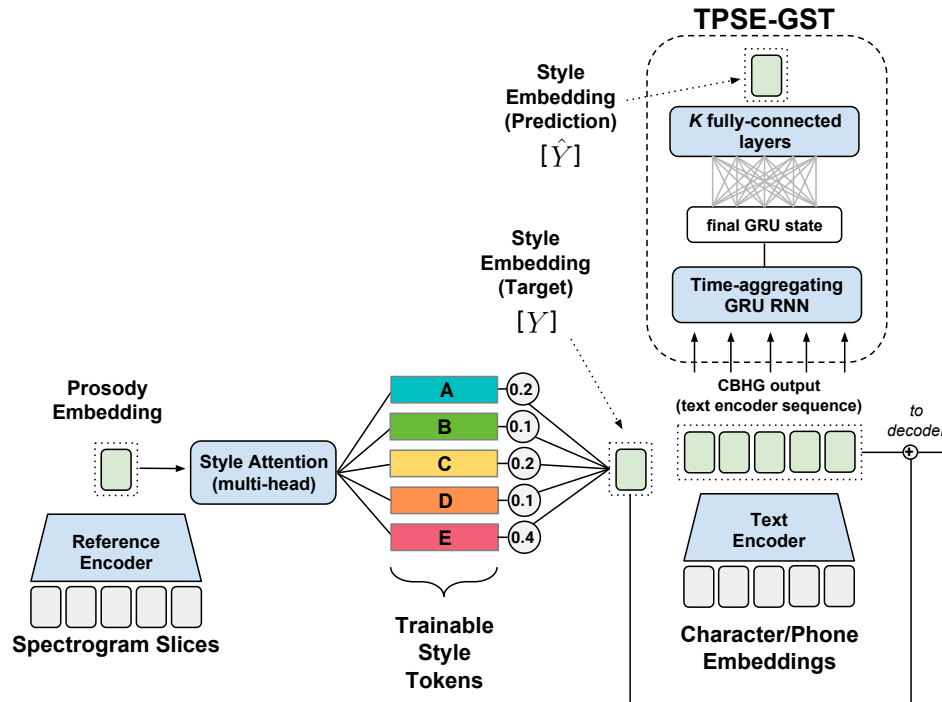 TPSE-GST
Style
Embedding
(Prediction)
[Ŷ]
K fully-connected
layers
final GRU state
Time-aggregating
GRU RNN
Style
Embedding
(Target)
[Y]
CBHG output
(text encoder sequence)
to
decoder
Prosody
Embedding
Style Attention
(multi-head)
A
0.2
B
0.1
C
0.2
D
0.1
E
0.4
+
Reference
Encoder
Spectrogram Slices
Trainable
Style
Tokens
Text
Encoder
Character/Phone
Embeddings